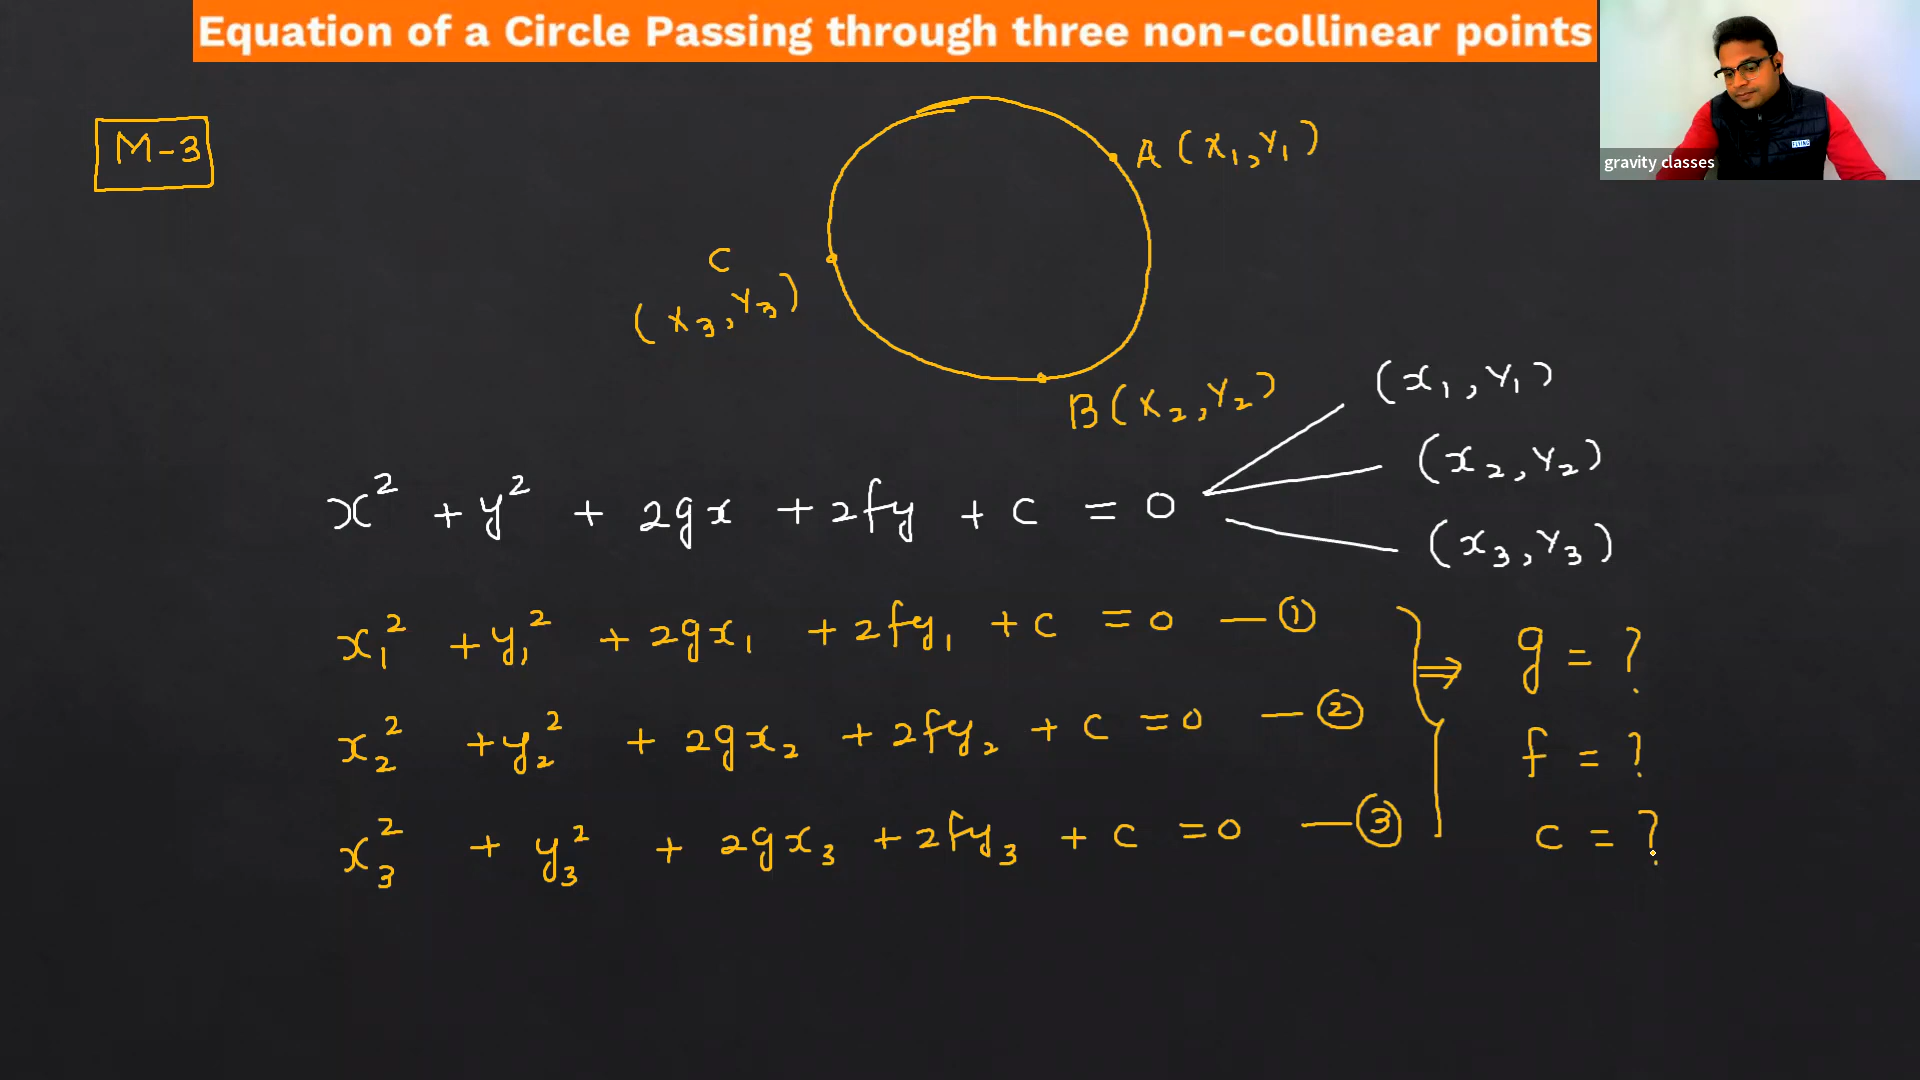 Equation of a Circle Passing through three non-collinear points
gravity classes
FLYING
M-3
A (x₁, y₁)
C
(x₃, y₃)
B (x₂, y₂)
(x₁, y₁)
(x₂, y₂)
x² + y² + 2gx + 2fy + c = 0
(x₃, y₃)
x₁² + y₁² + 2gx₁ + 2fy₁ + c = 0 — ①
⇒ g = ?
x₂² + y₂² + 2gx₂ + 2fy₂ + c = 0 — ②
f = ?
x₃² + y₃² + 2gx₃ + 2fy₃ + c = 0 — ③
c = ?